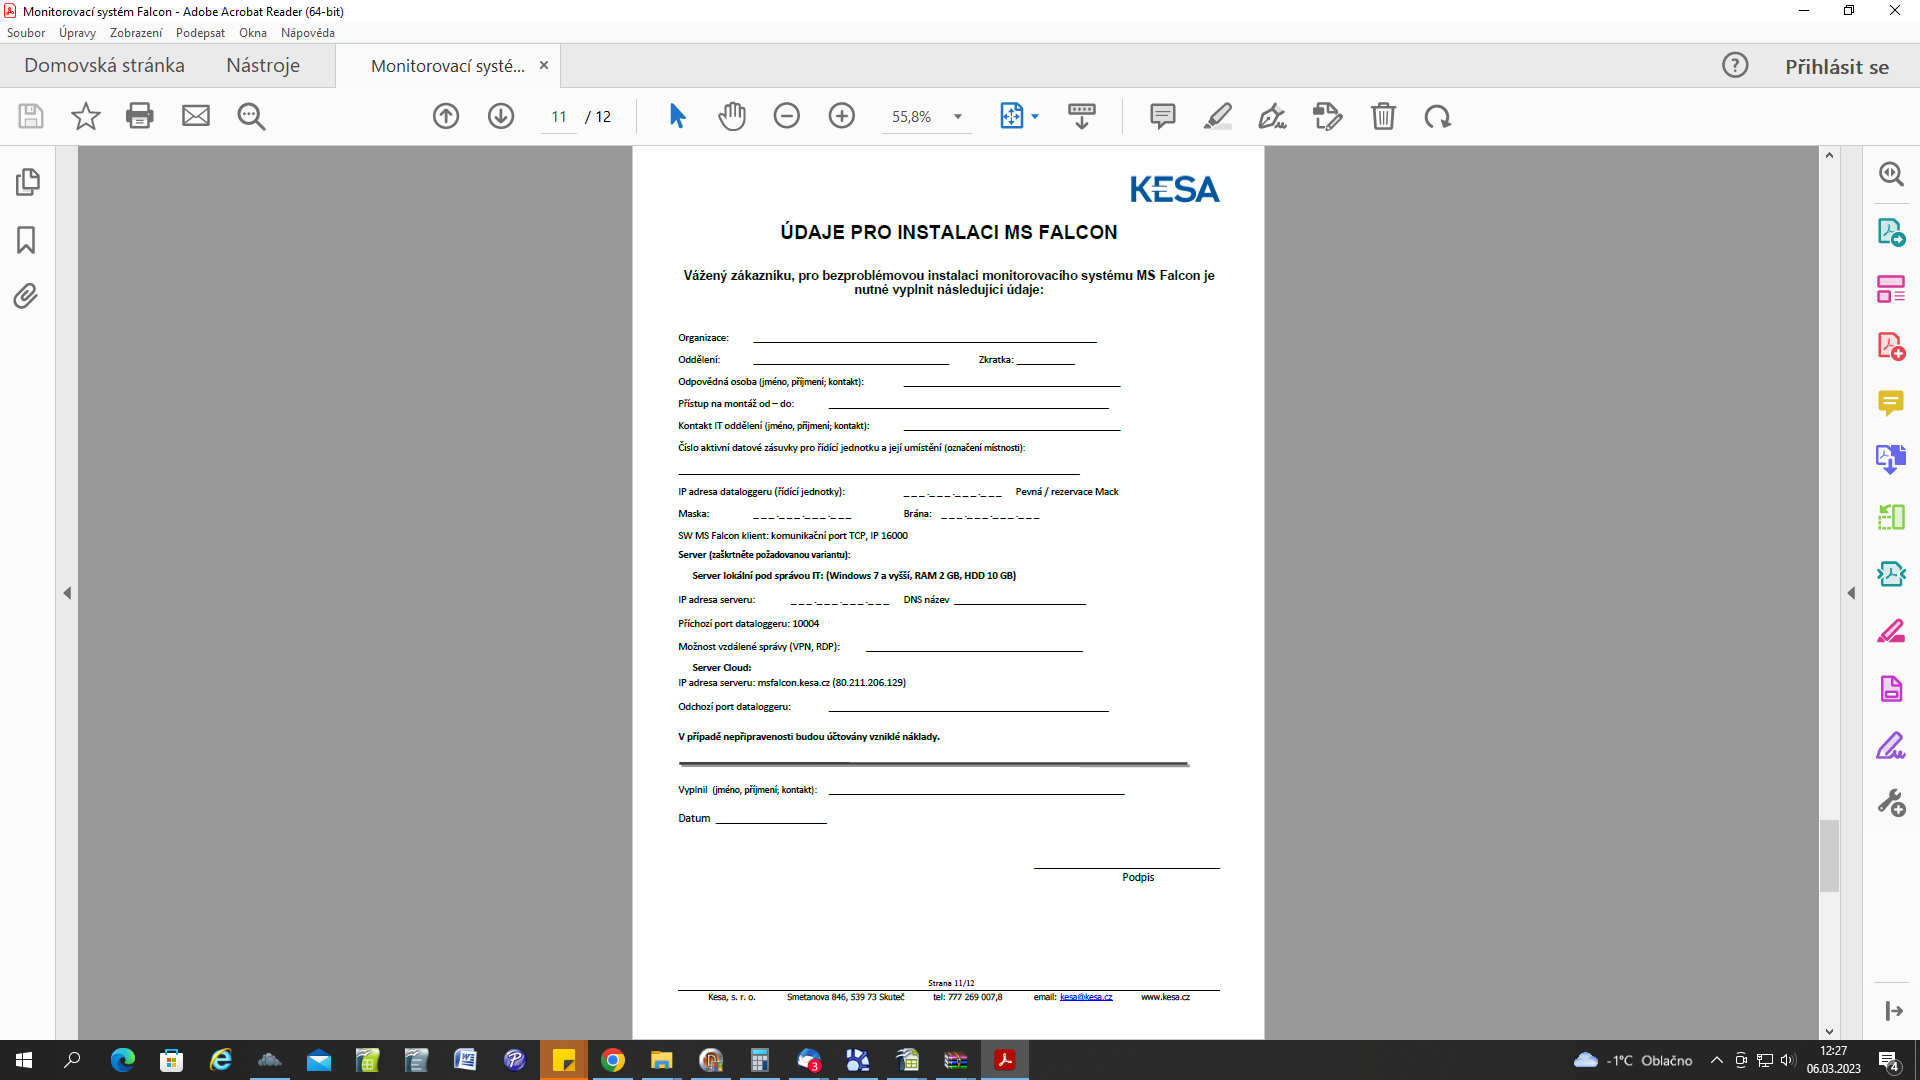 Monitorovací systém Falcon - Adobe Acrobat Reader (64-bit)
Soubor Úpravy Zobrazení Podepsat Okna Nápověda
Domovská stránka Nástroje Monitorovací systé... Přihlásit se
11 / 12 55,8%
KESA
ÚDAJE PRO INSTALACI MS FALCON
Vážený zákazníku, pro bezproblémovou instalaci monitorovacího systému MS Falcon je
nutné vyplnit následující údaje:
Organizace:
Oddělení: Zkratka:
Odpovědná osoba (jméno, příjmení; kontakt):
Přístup na montáž od – do:
Kontakt IT oddělení (jméno, příjmení; kontakt):
Číslo aktivní datové zásuvky pro řídící jednotku a její umístění (označení místnosti):
IP adresa dataloggeru (řídící jednotky): _ _ _ ._ _ _ ._ _ _ ._ _ _ Pevná / rezervace Mack
Maska: _ _ _ ._ _ _ ._ _ _ ._ _ _ Brána: _ _ _ ._ _ _ ._ _ _ ._ _ _
SW MS Falcon klient: komunikační port TCP, IP 16000
Server (zaškrtněte požadovanou variantu):
Server lokální pod správou IT: (Windows 7 a vyšší, RAM 2 GB, HDD 10 GB)
IP adresa serveru: _ _ _ ._ _ _ ._ _ _ ._ _ _ DNS název
Příchozí port dataloggeru: 10004
Možnost vzdálené správy (VPN, RDP):
Server Cloud:
IP adresa serveru: msfalcon.kesa.cz (80.211.206.129)
Odchozí port dataloggeru:
V případě nepřipravenosti budou účtovány vzniklé náklady.
Vyplnil (jméno, příjmení; kontakt):
Datum
Podpis
Strana 11/12
Kesa, s. r. o. Smetanova 846, 539 73 Skuteč tel: 777 269 007,8 email: kesa@kesa.cz www.kesa.cz
3 -1°C Oblačno 12:27
06.03.2023 4